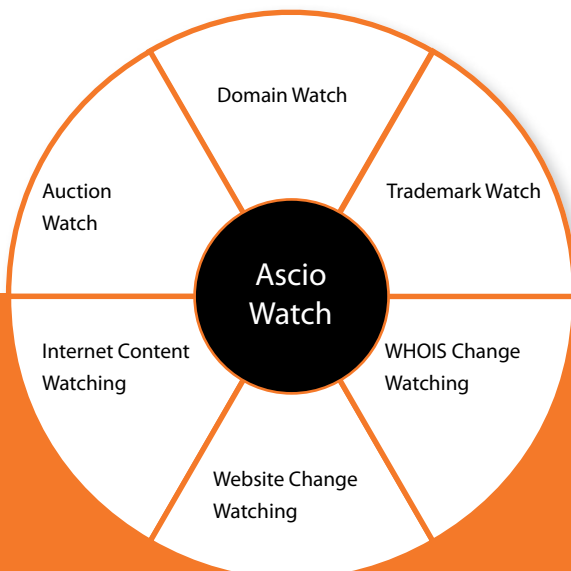 Domain Watch
Auction
Watch
Trademark Watch
Ascio
Watch
Internet Content
Watching
WHOIS Change
Watching
Website Change
Watching